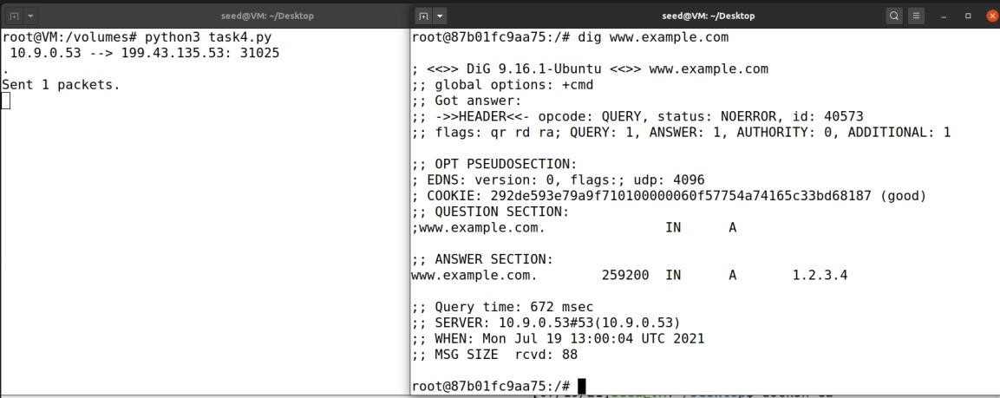 seed@VM: ~/Desktop
root@VM:/volumes# python3 task4.py
10.9.0.53 --> 199.43.135.53: 31025
.
Sent 1 packets.
seed@VM: ~/Desktop
root@87b01fc9aa75:/# dig www.example.com
; <<>> DiG 9.16.1-Ubuntu <<>> www.example.com
;; global options: +cmd
;; Got answer:
;; ->>HEADER<<- opcode: QUERY, status: NOERROR, id: 40573
;; flags: qr rd ra; QUERY: 1, ANSWER: 1, AUTHORITY: 0, ADDITIONAL: 1
;; OPT PSEUDOSECTION:
; EDNS: version: 0, flags:; udp: 4096
; COOKIE: 292de593e79a9f710100000060f57754a74165c33bd68187 (good)
;; QUESTION SECTION:
;www.example.com. IN A
;; ANSWER SECTION:
www.example.com. 259200 IN A 1.2.3.4
;; Query time: 672 msec
;; SERVER: 10.9.0.53#53(10.9.0.53)
;; WHEN: Mon Jul 19 13:00:04 UTC 2021
;; MSG SIZE rcvd: 88
root@87b01fc9aa75:/#